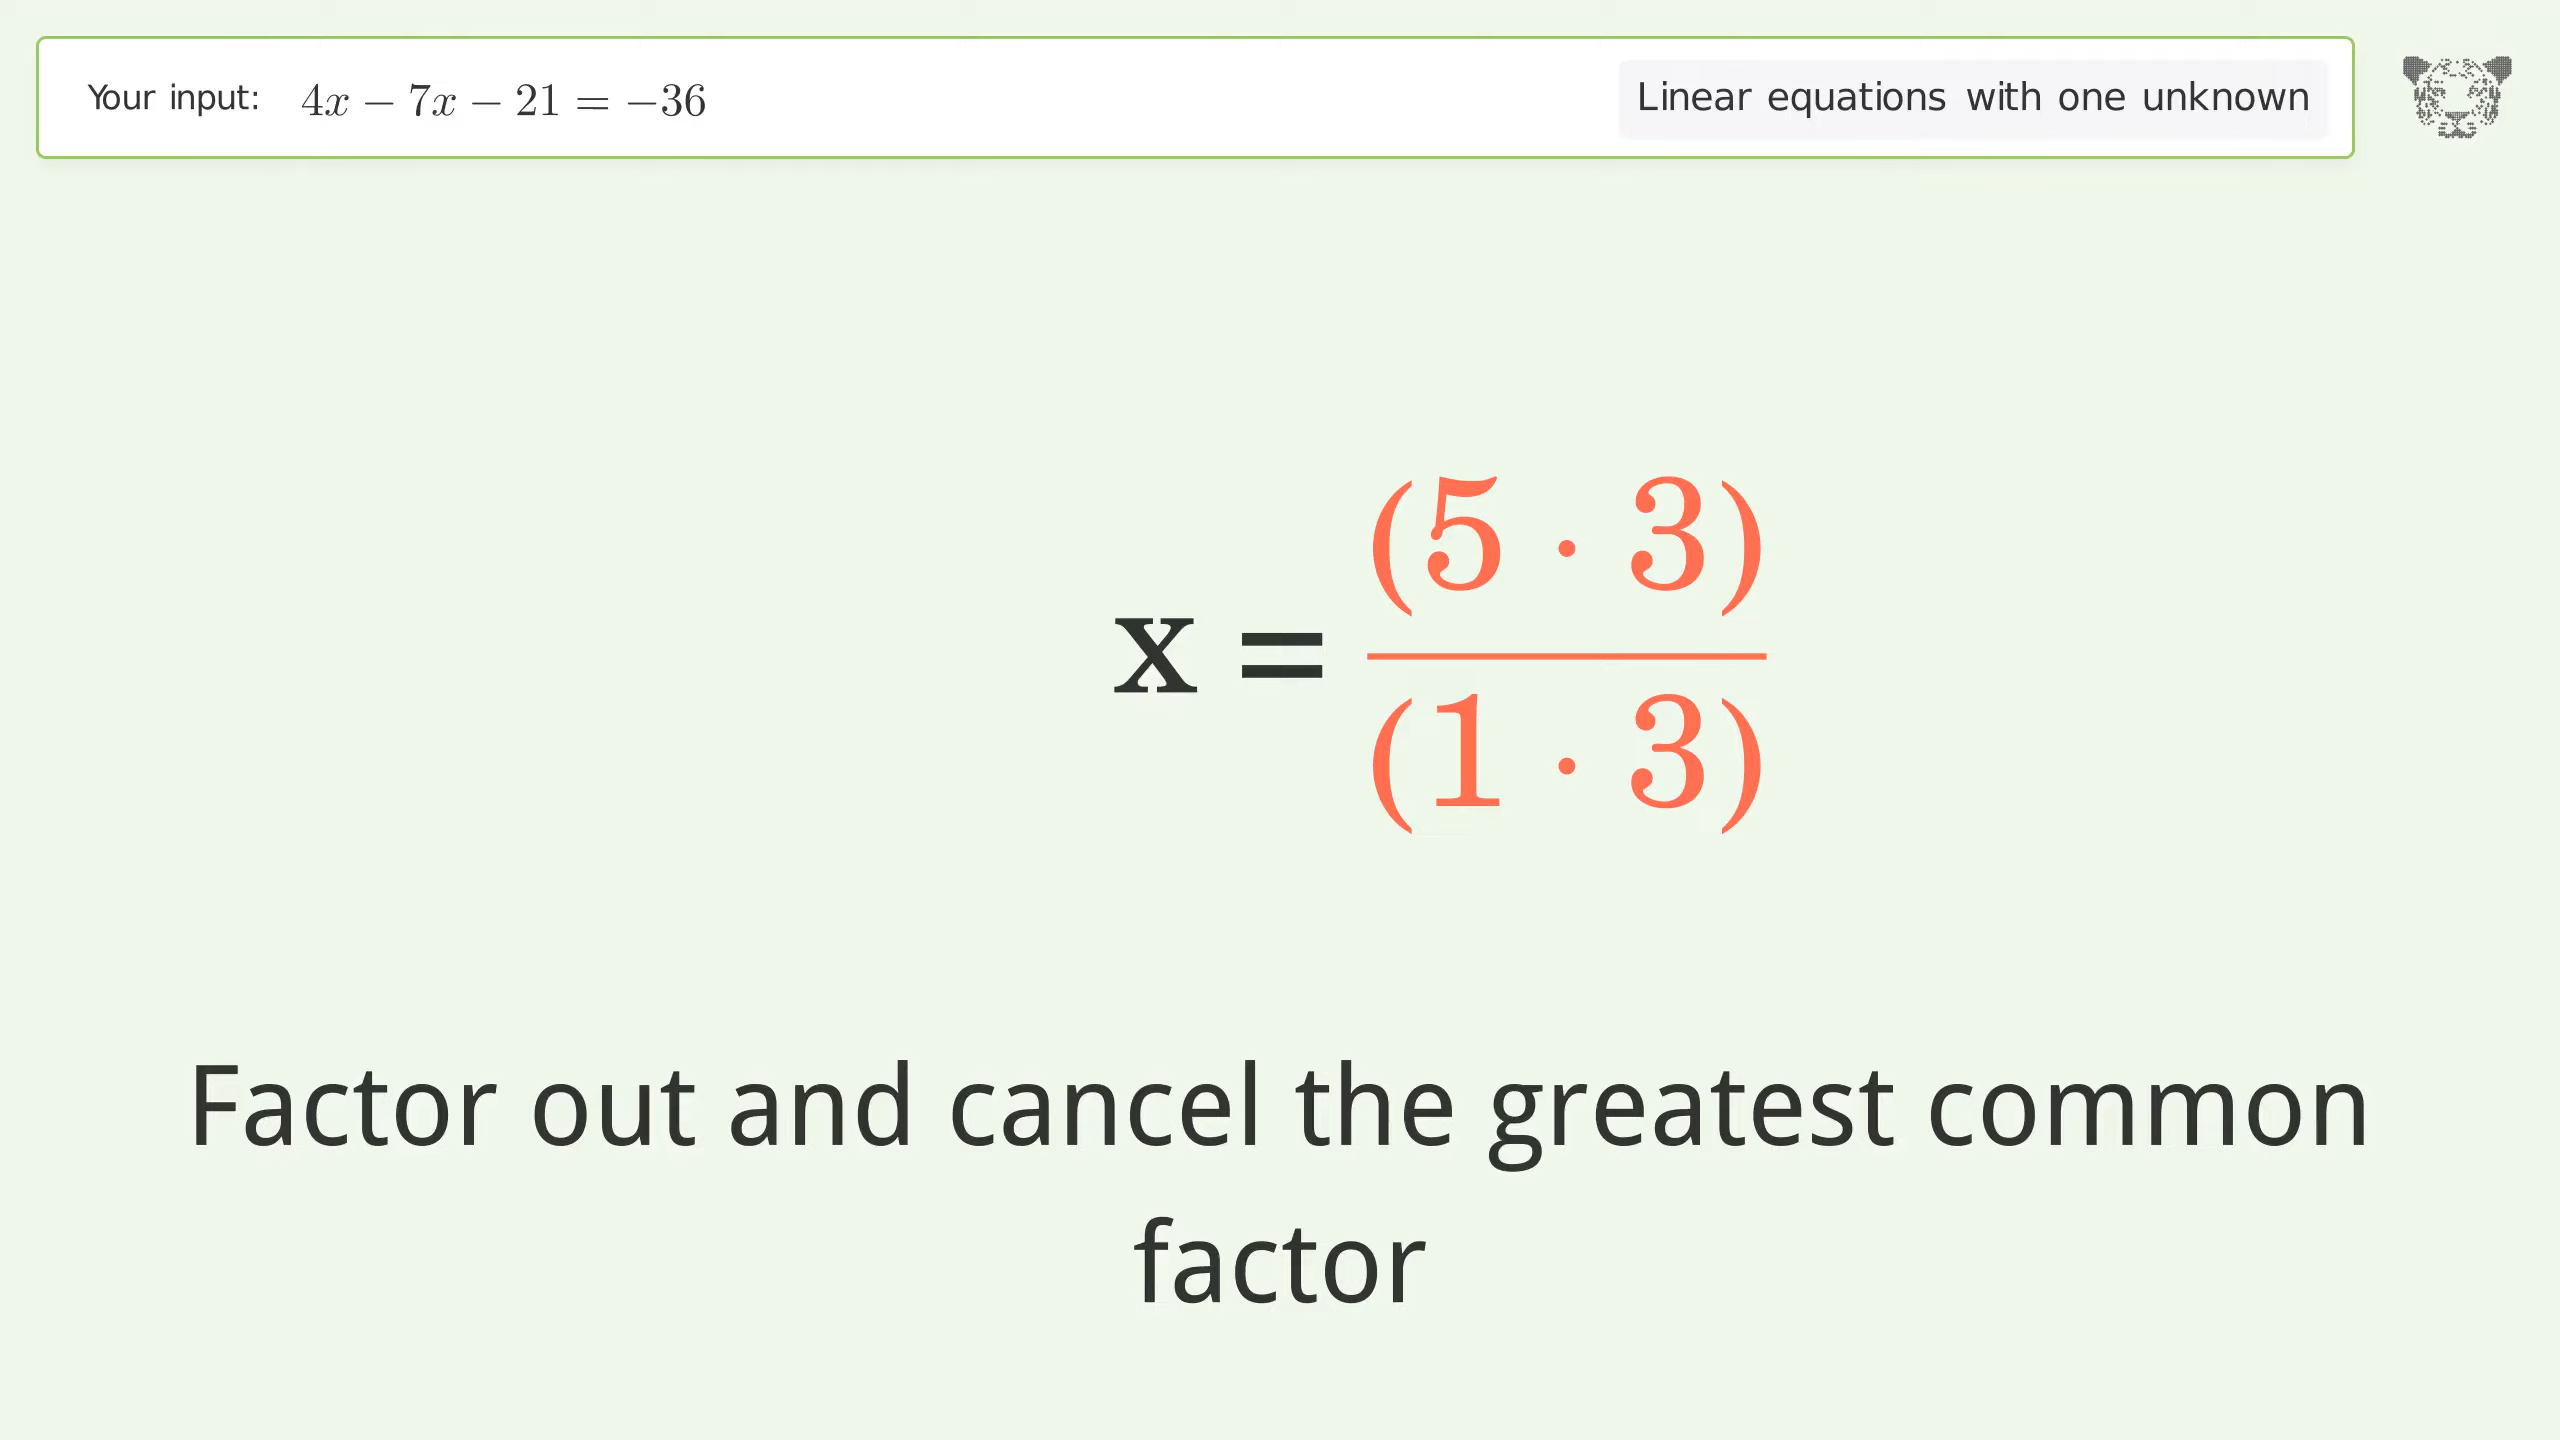 Your input: 4x − 7x − 21 = −36
Linear equations with one unknown
x = (5 · 3) / (1 · 3)
Factor out and cancel the greatest common
factor